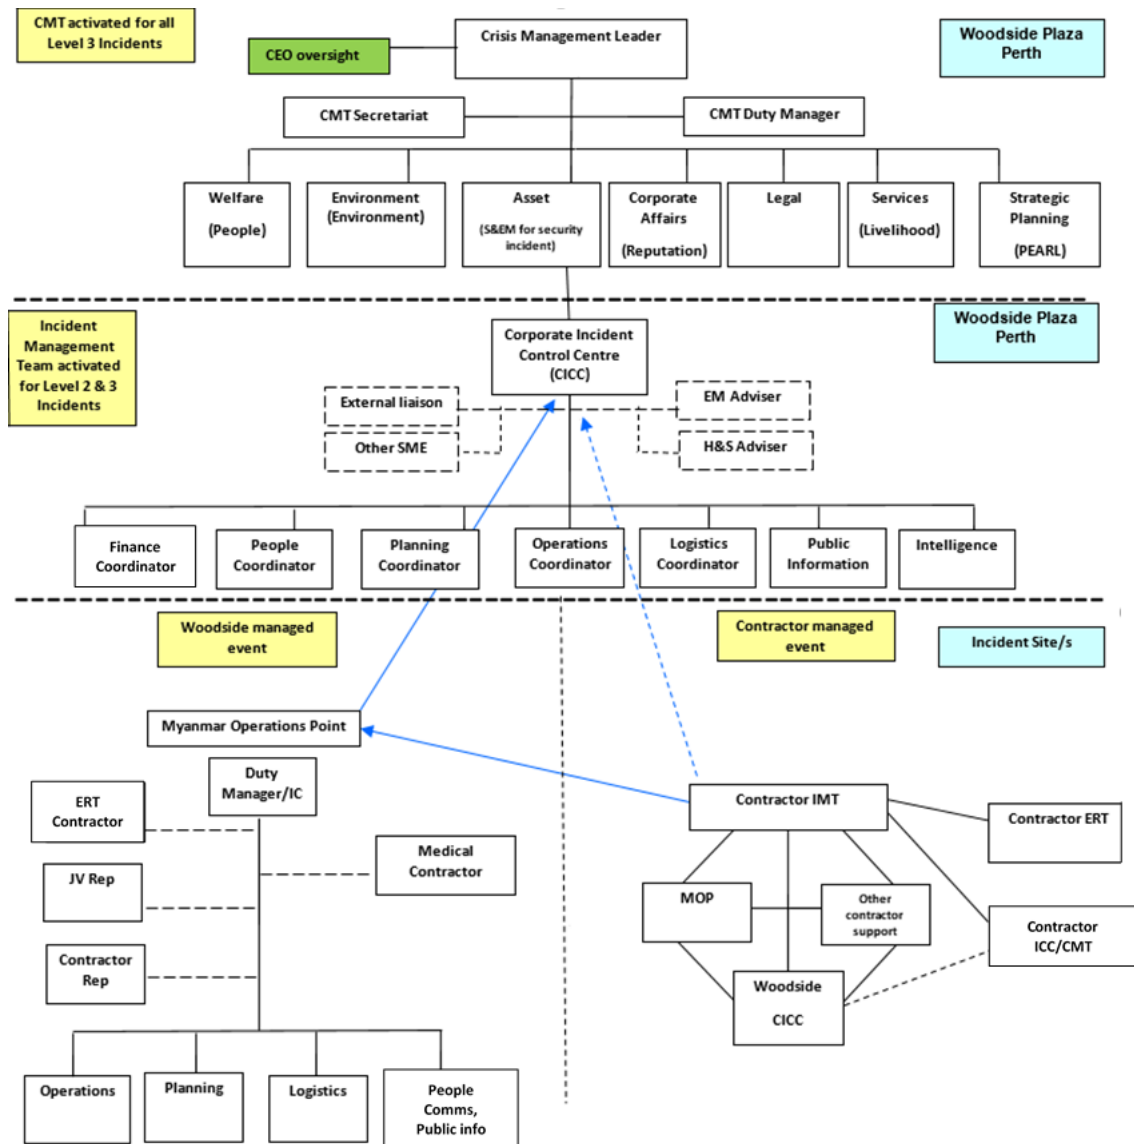 CMT activated for all
Level 3 Incidents
CEO oversight
Crisis Management Leader
Woodside Plaza
Perth
CMT Secretariat
CMT Duty Manager
Welfare
(People)
Environment
(Environment)
Asset
(S&EM for security
incident)
Corporate
Affairs
(Reputation)
Legal
Services
(Livelihood)
Strategic
Planning
(PEARL)
Incident
Management
Team activated
for Level 2 & 3
Incidents
Corporate Incident
Control Centre
(CICC)
Woodside Plaza
Perth
External liaison
EM Adviser
Other SME
H&S Adviser
Finance
Coordinator
People
Coordinator
Planning
Coordinator
Operations
Coordinator
Logistics
Coordinator
Public
Information
Intelligence
Woodside managed
event
Contractor managed
event
Incident Site/s
Myanmar Operations Point
Duty
Manager/IC
ERT
Contractor
Medical
Contractor
JV Rep
Contractor
Rep
Operations
Planning
Logistics
People
Comms,
Public info
Contractor IMT
Contractor ERT
MOP
Other
contractor
support
Contractor
ICC/CMT
Woodside
CICC